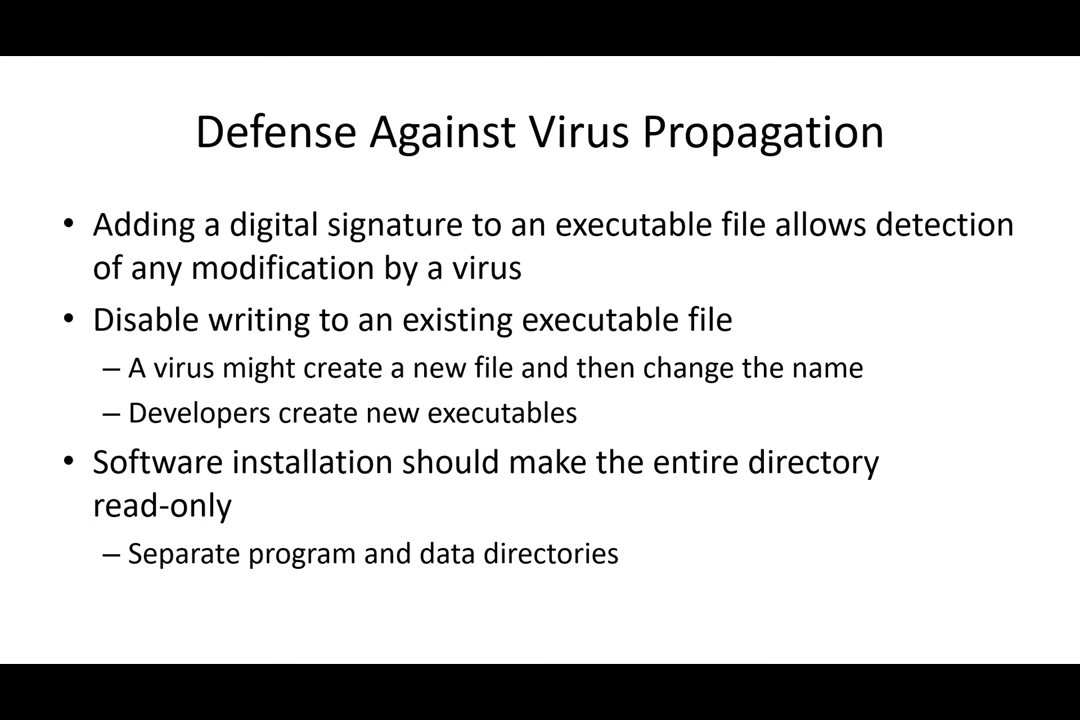 Defense Against Virus Propagation
• Adding a digital signature to an executable file allows detection
of any modification by a virus
• Disable writing to an existing executable file
– A virus might create a new file and then change the name
– Developers create new executables
• Software installation should make the entire directory
read-only
– Separate program and data directories